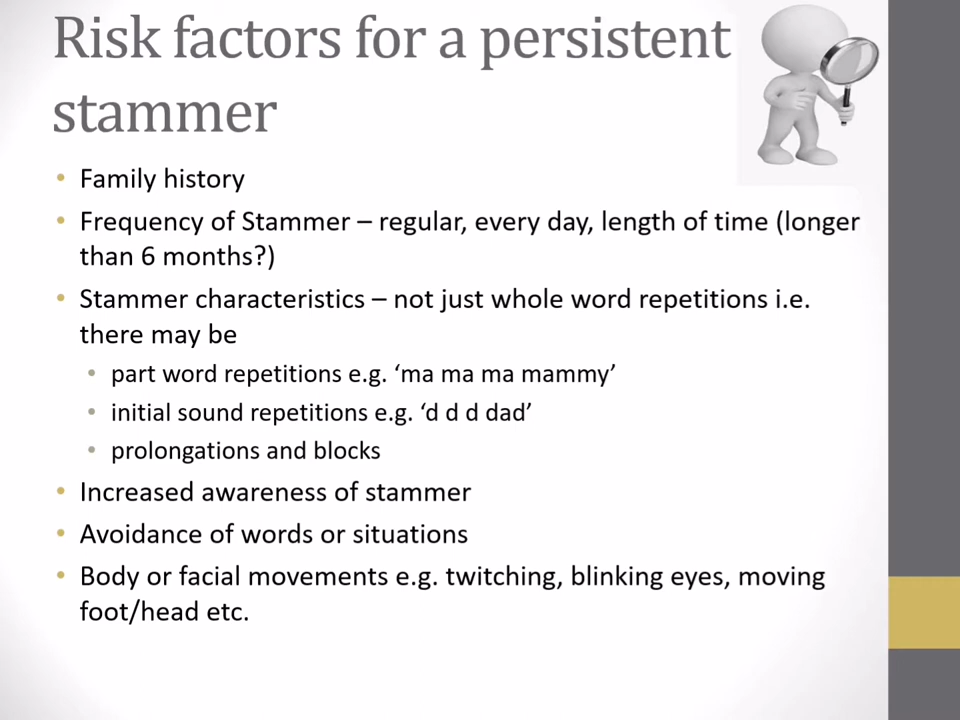 Risk factors for a persistent
stammer
• Family history
• Frequency of Stammer – regular, every day, length of time (longer
than 6 months?)
• Stammer characteristics – not just whole word repetitions i.e.
there may be
• part word repetitions e.g. ‘ma ma ma mammy’
• initial sound repetitions e.g. ‘d d d dad’
• prolongations and blocks
• Increased awareness of stammer
• Avoidance of words or situations
• Body or facial movements e.g. twitching, blinking eyes, moving
foot/head etc.